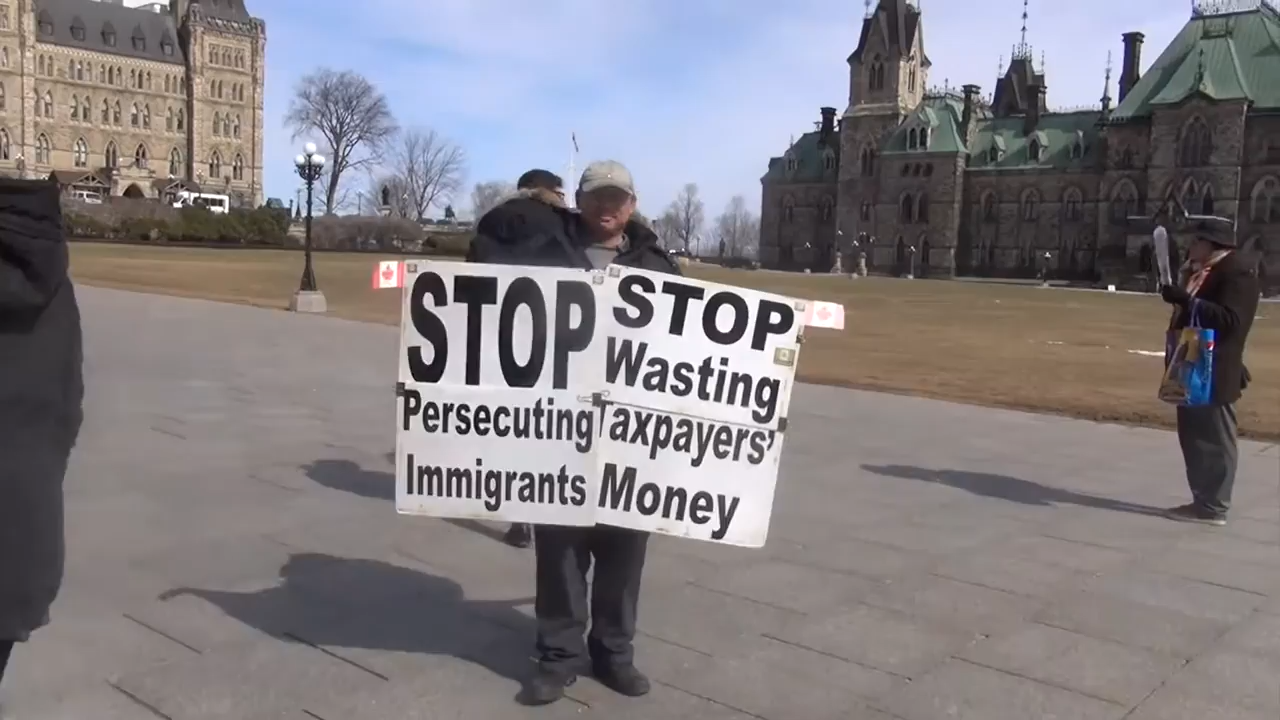 STOP
Persecuting
Immigrants
STOP
Wasting
Taxpayers'
Money